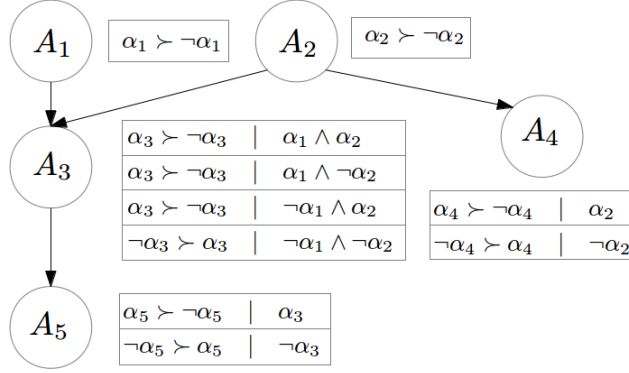 A₁ α₁ ≻ ¬α₁ A₂ α₂ ≻ ¬α₂
A₃ α₃ ≻ ¬α₃ | α₁ ∧ α₂
α₃ ≻ ¬α₃ | α₁ ∧ ¬α₂
α₃ ≻ ¬α₃ | ¬α₁ ∧ α₂
¬α₃ ≻ α₃ | ¬α₁ ∧ ¬α₂
A₄
α₄ ≻ ¬α₄ | α₂
¬α₄ ≻ α₄ | ¬α₂
A₅ α₅ ≻ ¬α₅ | α₃
¬α₅ ≻ α₅ | ¬α₃